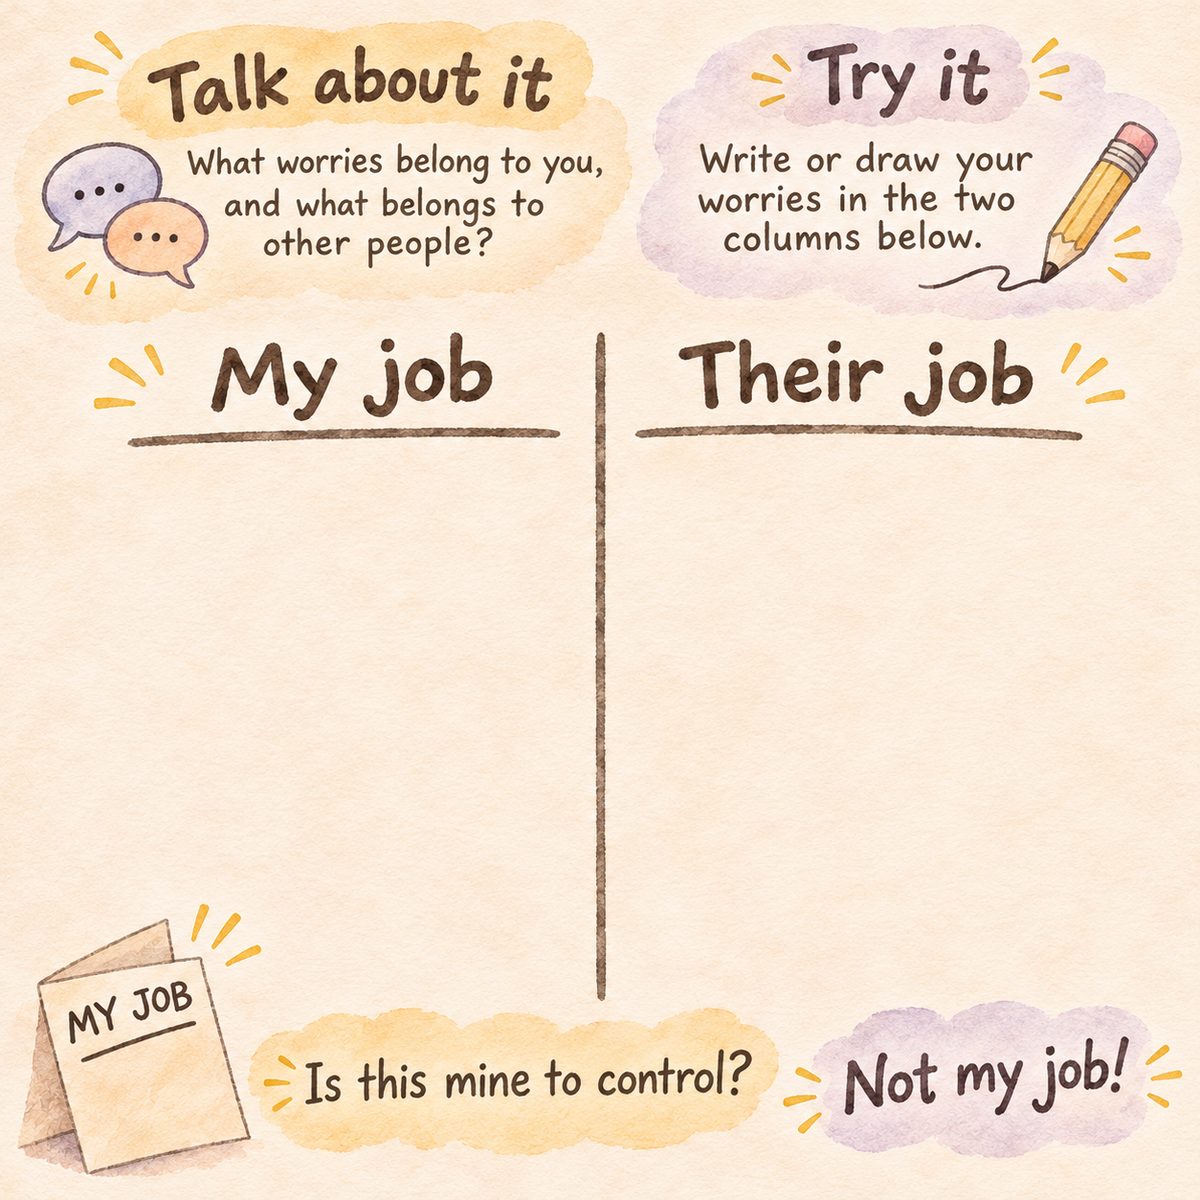 Talk about it
What worries belong to you,
and what belongs to
other people?
Try it
Write or draw your
worries in the two
columns below.
My job
Their job
MY JOB
Is this mine to control?
Not my job!